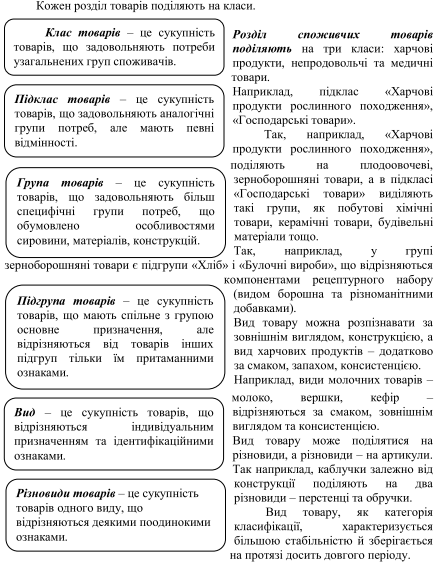 Кожен розділ товарів поділяють на класи.
Клас товарів – це сукупність
товарів, що задовольняють потреби
узагальнених груп споживачів.
Розділ споживчих товарів
поділяють на три класи: харчові
продукти, непродовольчі та медичні
товари.
Підклас товарів – це сукупність
товарів, що задовольняють аналогічні
групи потреб, але мають певні
відмінності.
Наприклад, підклас «Харчові
продукти рослинного походження»,
«Господарські товари».
Група товарів – це сукупність
товарів, що задовольняють більш
специфічні групи потреб, що
обумовлено особливостями
сировини, матеріалів, конструкцій.
Так, наприклад, «Харчові
продукти рослинного походження»,
поділяють на плодоовочеві,
зерноборошняні товари, а в підкласі
«Господарські товари» виділяють
такі групи, як побутові хімічні
товари, керамічні товари, будівельні
матеріали тощо.
Так, наприклад, у групі
зерноборошняні товари є підгрупи «Хліб» і «Булочні вироби», що відрізняються
компонентами рецептурного набору
(видом борошна та різноманітними
добавками).
Підгрупа товарів – це сукупність
товарів, що мають спільне з групою
основне призначення, але
відрізняються від товарів інших
підгруп тільки їм притаманними
ознаками.
Вид товару можна розпізнавати за
зовнішнім виглядом, конструкцією, а
вид харчових продуктів – додатково
за смаком, запахом, консистенцією.
Наприклад, види молочних товарів –
молоко, вершки, кефір –
відрізняються за смаком, зовнішнім
виглядом та консистенцією.
Вид – це сукупність товарів, що
відрізняються індивідуальним
призначенням та ідентифікаційними
ознаками.
Вид товару може поділятися на
різновиди, а різновиди – на артикули.
Так наприклад, каблучки залежно від
конструкції поділяють на два
різновиди – перстенці та обручки.
Різновиди товарів – це сукупність
товарів одного виду, що
відрізняються деякими поодинокими
ознаками.
Вид товару, як категорія
класифікації, характеризується
більшою стабільністю й зберігається
на протязі досить довгого періоду.